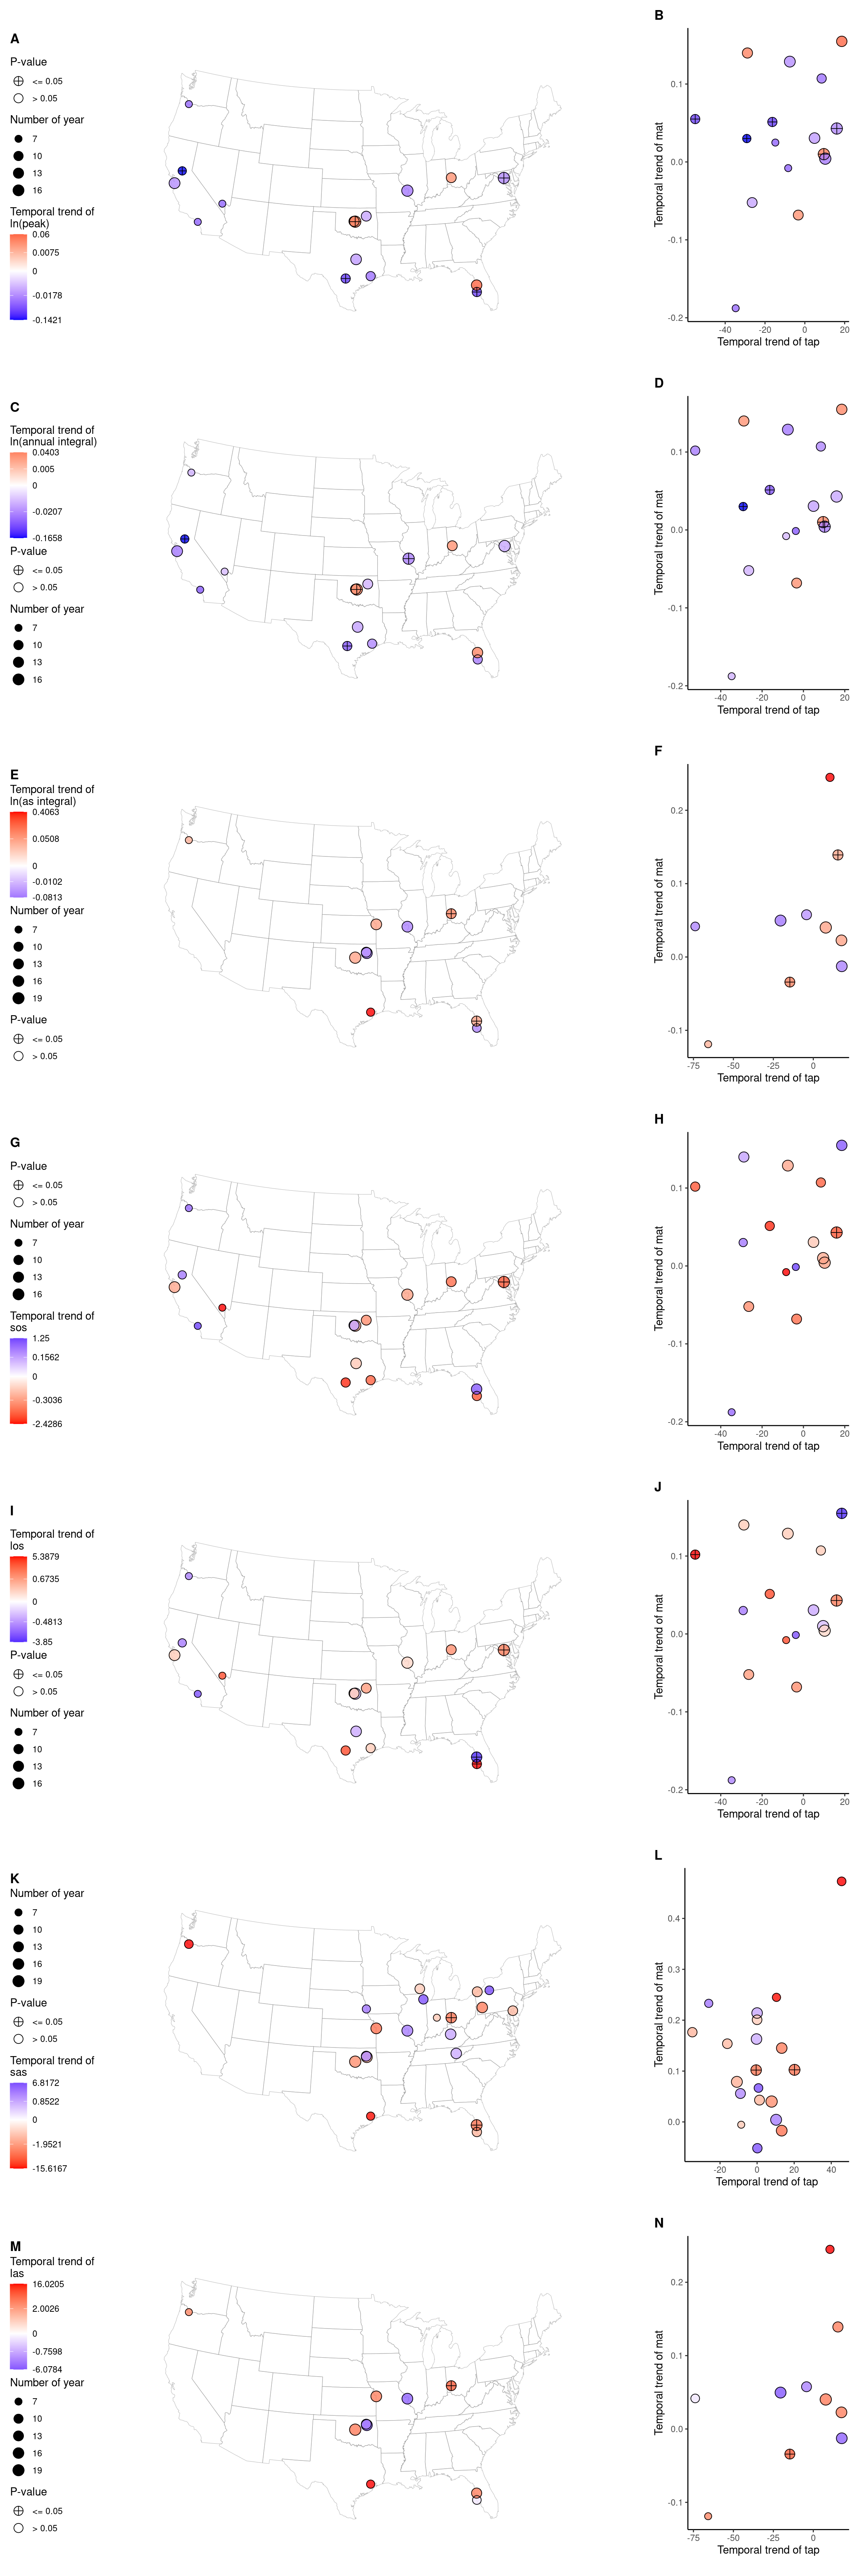 A
P-value
<= 0.05
> 0.05
Number of year
7
10
13
16
Temporal trend of
ln(peak)
0.06
0.0075
0
-0.0178
-0.1421
B
Temporal trend of mat
0.1
0.0
-0.1
-0.2
-40 -20 0 20
Temporal trend of tap
C
Temporal trend of
ln(annual integral)
0.0403
0.005
0
-0.0207
-0.1658
P-value
<= 0.05
> 0.05
Number of year
7
10
13
16
D
Temporal trend of mat
0.1
0.0
-0.1
-0.2
-40 -20 0 20
Temporal trend of tap
E
Temporal trend of
ln(as integral)
0.4063
0.0508
0
-0.0102
-0.0813
Number of year
7
10
13
16
19
P-value
<= 0.05
> 0.05
F
Temporal trend of mat
0.2
0.1
0.0
-0.1
-75 -50 -25 0
Temporal trend of tap
G
P-value
<= 0.05
> 0.05
Number of year
7
10
13
16
Temporal trend of
sos
1.25
0.1562
0
-0.3036
-2.4286
H
Temporal trend of mat
0.1
0.0
-0.1
-0.2
-40 -20 0 20
Temporal trend of tap
I
Temporal trend of
los
5.3879
0.6735
0
-0.4813
-3.85
P-value
<= 0.05
> 0.05
Number of year
7
10
13
16
J
Temporal trend of mat
0.1
0.0
-0.1
-0.2
-40 -20 0 20
Temporal trend of tap
K
Number of year
7
10
13
16
19
P-value
<= 0.05
> 0.05
Temporal trend of
sas
6.8172
0.8522
0
-1.9521
-15.6167
L
Temporal trend of mat
0.4
0.3
0.2
0.1
0.0
-20 0 20 40
Temporal trend of tap
M
Temporal trend of
las
16.0205
2.0026
0
-0.7598
-6.0784
Number of year
7
10
13
16
19
P-value
<= 0.05
> 0.05
N
Temporal trend of mat
0.2
0.1
0.0
-0.1
-75 -50 -25 0
Temporal trend of tap